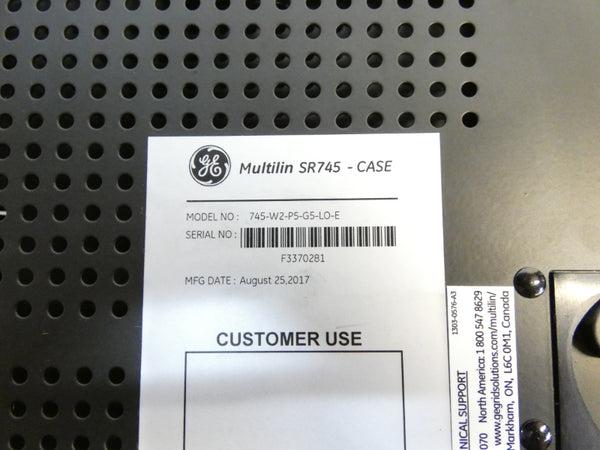 GE Multilin SR745 - CASE
MODEL NO : 745-W2-P5-G5-LO-E
SERIAL NO :
F3370281
MFG DATE : August 25,2017
CUSTOMER USE
1303-0576-A3
NICAL SUPPORT
070 North America: 1 800 547 8629
www.gegridsolutions.com/multilin/
Markham, ON, L6C 0M1, Canada